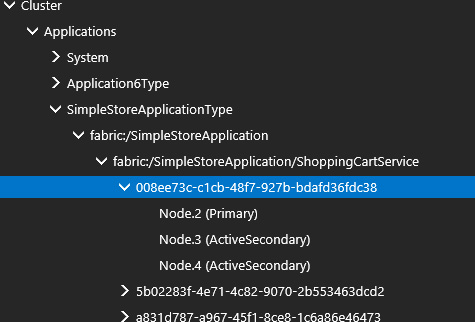 Cluster
Applications
System
Application6Type
SimpleStoreApplicationType
fabric:/SimpleStoreApplication
fabric:/SimpleStoreApplication/ShoppingCartService
008ee73c-c1cb-48f7-927b-bdafd36fdc38
Node.2 (Primary)
Node.3 (ActiveSecondary)
Node.4 (ActiveSecondary)
5b02283f-4e71-4c82-9070-2b553463dcd2
a831d787-a967-45f1-8ce8-1c6a86e46473